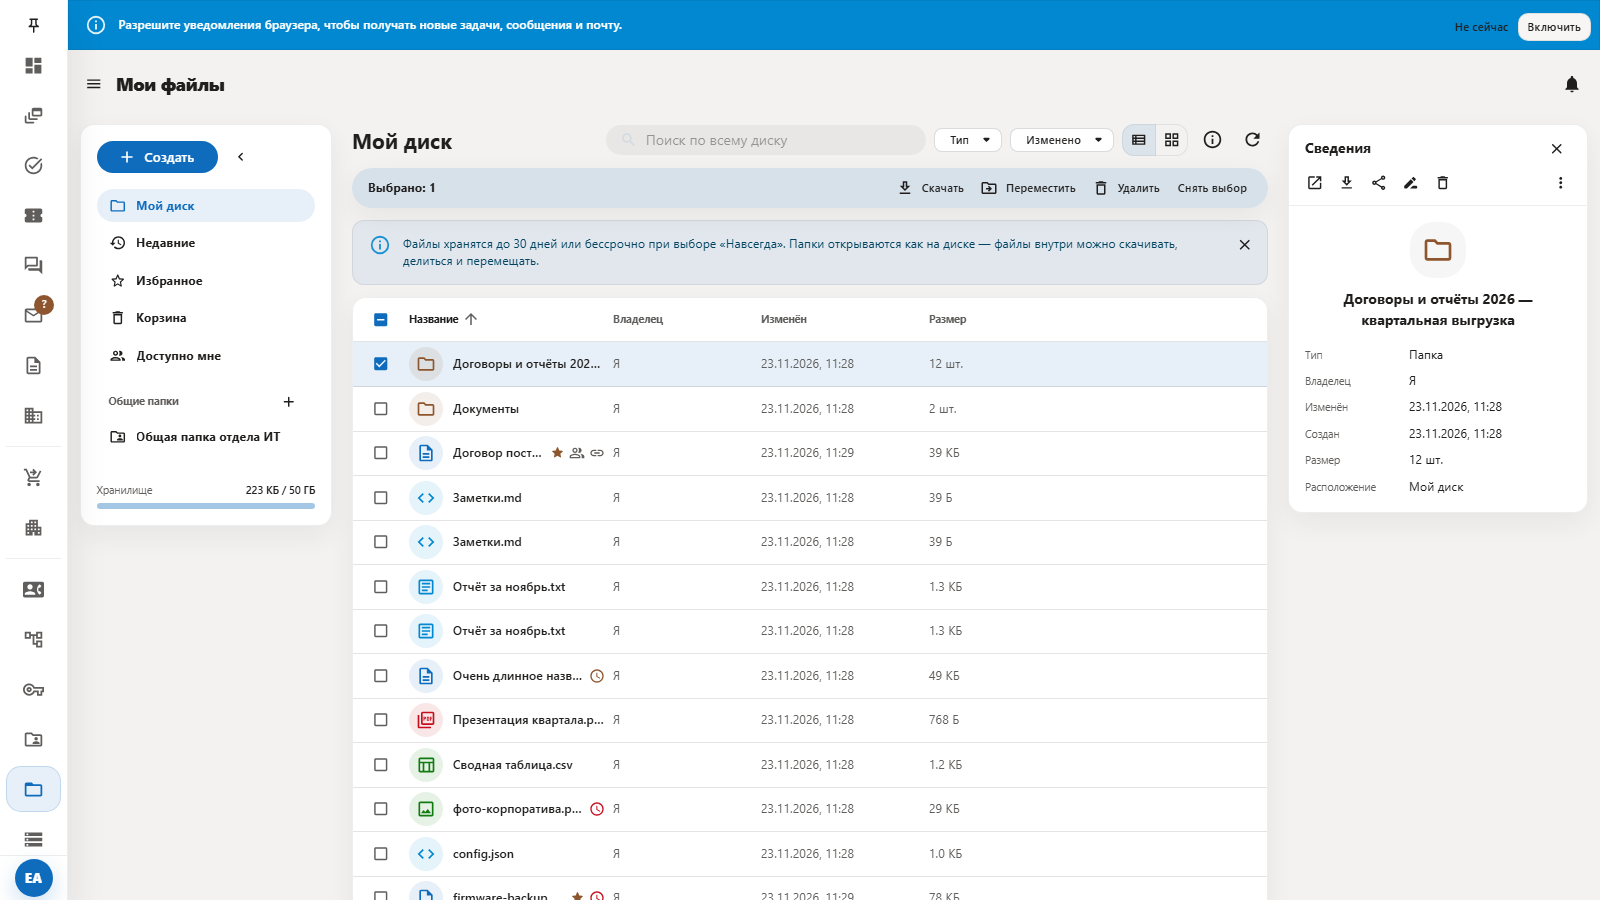 Разрешите уведомления браузера, чтобы получать новые задачи, сообщения и почту.
Не сейчас
Включить
Мои файлы
?
EA
Создать
Мой диск
Недавние
Избранное
Корзина
Доступно мне
Общие папки
Общая папка отдела ИТ
Хранилище
223 КБ / 50 ГБ
Мой диск
Поиск по всему диску
Тип
Изменено
Выбрано: 1
Скачать
Переместить
Удалить
Снять выбор
Файлы хранятся до 30 дней или бессрочно при выборе «Навсегда». Папки открываются как на диске — файлы внутри можно скачивать,
делиться и перемещать.
Название Владелец Изменён Размер
Договоры и отчёты 202... Я 23.11.2026, 11:28 12 шт.
Документы Я 23.11.2026, 11:28 2 шт.
Договор пост... Я 23.11.2026, 11:29 39 КБ
Заметки.md Я 23.11.2026, 11:28 39 Б
Заметки.md Я 23.11.2026, 11:28 39 Б
Отчёт за ноябрь.txt Я 23.11.2026, 11:28 1.3 КБ
Отчёт за ноябрь.txt Я 23.11.2026, 11:28 1.3 КБ
Очень длинное назв... Я 23.11.2026, 11:28 49 КБ
PDF Презентация квартала.p... Я 23.11.2026, 11:28 768 Б
Сводная таблица.csv Я 23.11.2026, 11:28 1.2 КБ
фото-корпоратива.p... Я 23.11.2026, 11:28 29 КБ
config.json Я 23.11.2026, 11:28 1.0 КБ
firmware-backup... Я 23.11.2026, 11:29 78 КБ
Сведения
Договоры и отчёты 2026 —
квартальная выгрузка
Тип Папка
Владелец Я
Изменён 23.11.2026, 11:28
Создан 23.11.2026, 11:28
Размер 12 шт.
Расположение Мой диск